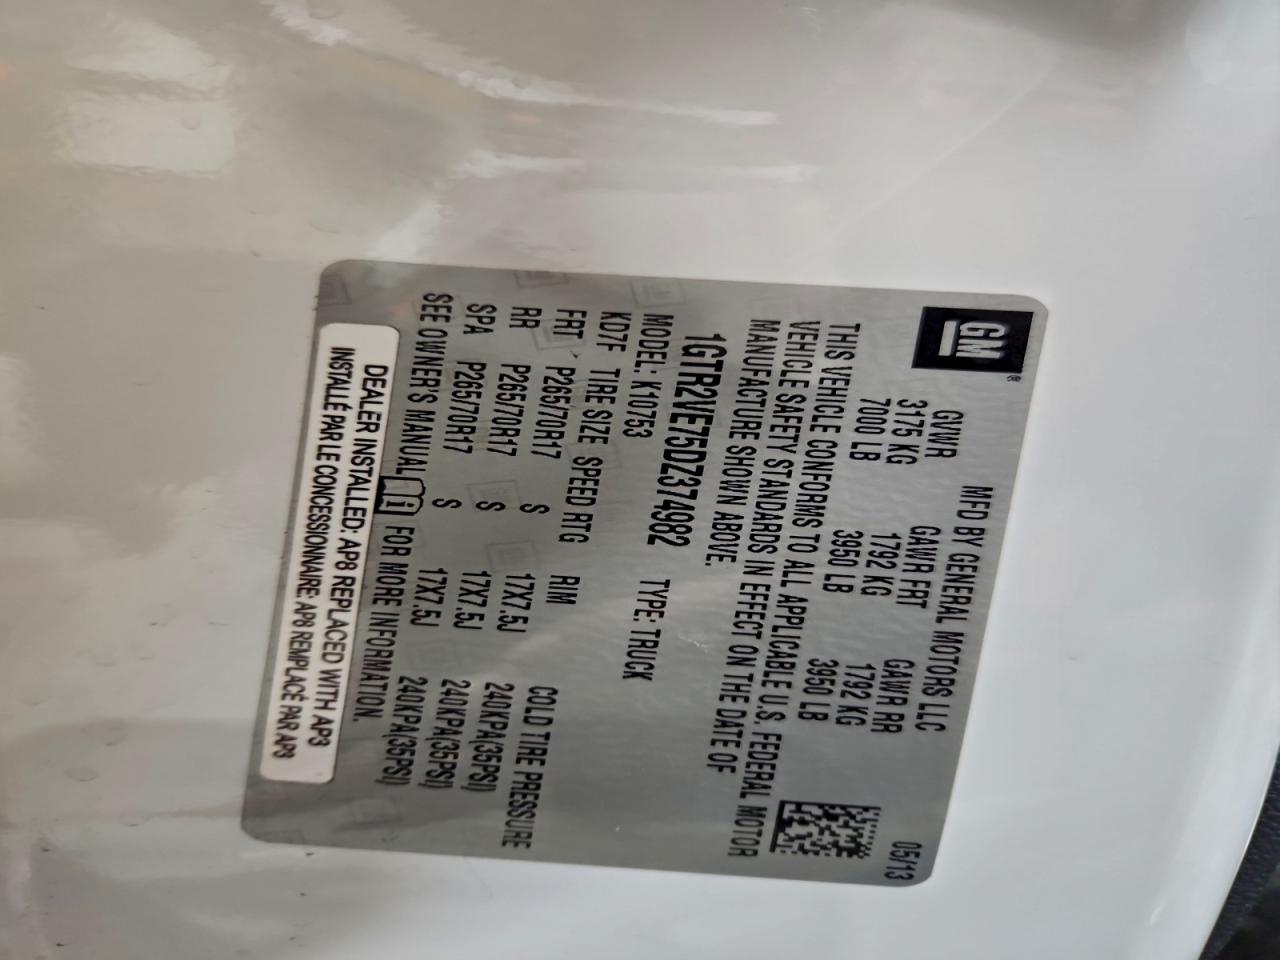 GM ®
MFD BY GENERAL MOTORS LLC 05/13
GVWR GAWR FRT GAWR RR
3175 KG 1792 KG 1792 KG
7000 LB 3950 LB 3950 LB
THIS VEHICLE CONFORMS TO ALL APPLICABLE U.S. FEDERAL MOTOR
VEHICLE SAFETY STANDARDS IN EFFECT ON THE DATE OF
MANUFACTURE SHOWN ABOVE.
1GTR2VE75DZ374982 TYPE: TRUCK
MODEL: K10753
KD7F TIRE SIZE SPEED RTG RIM COLD TIRE PRESSURE
FRT P265/70R17 S 17X7.5J 240KPA(35PSI)
RR P265/70R17 S 17X7.5J 240KPA(35PSI)
SPA P265/70R17 S 17X7.5J 240KPA(35PSI)
SEE OWNER'S MANUAL i FOR MORE INFORMATION.
DEALER INSTALLED: AP8 REPLACED WITH AP3
INSTALLÉ PAR LE CONCESSIONNAIRE: AP8 REMPLACÉ PAR AP3